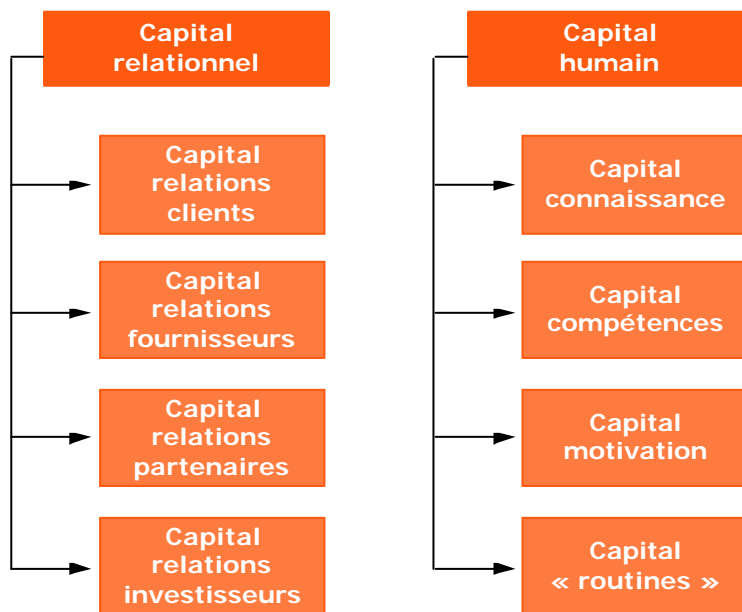 Capital
relationnel
Capital
relations
clients
Capital
relations
fournisseurs
Capital
relations
partenaires
Capital
relations
investisseurs
Capital
humain
Capital
connaissance
Capital
compétences
Capital
motivation
Capital
« routines »